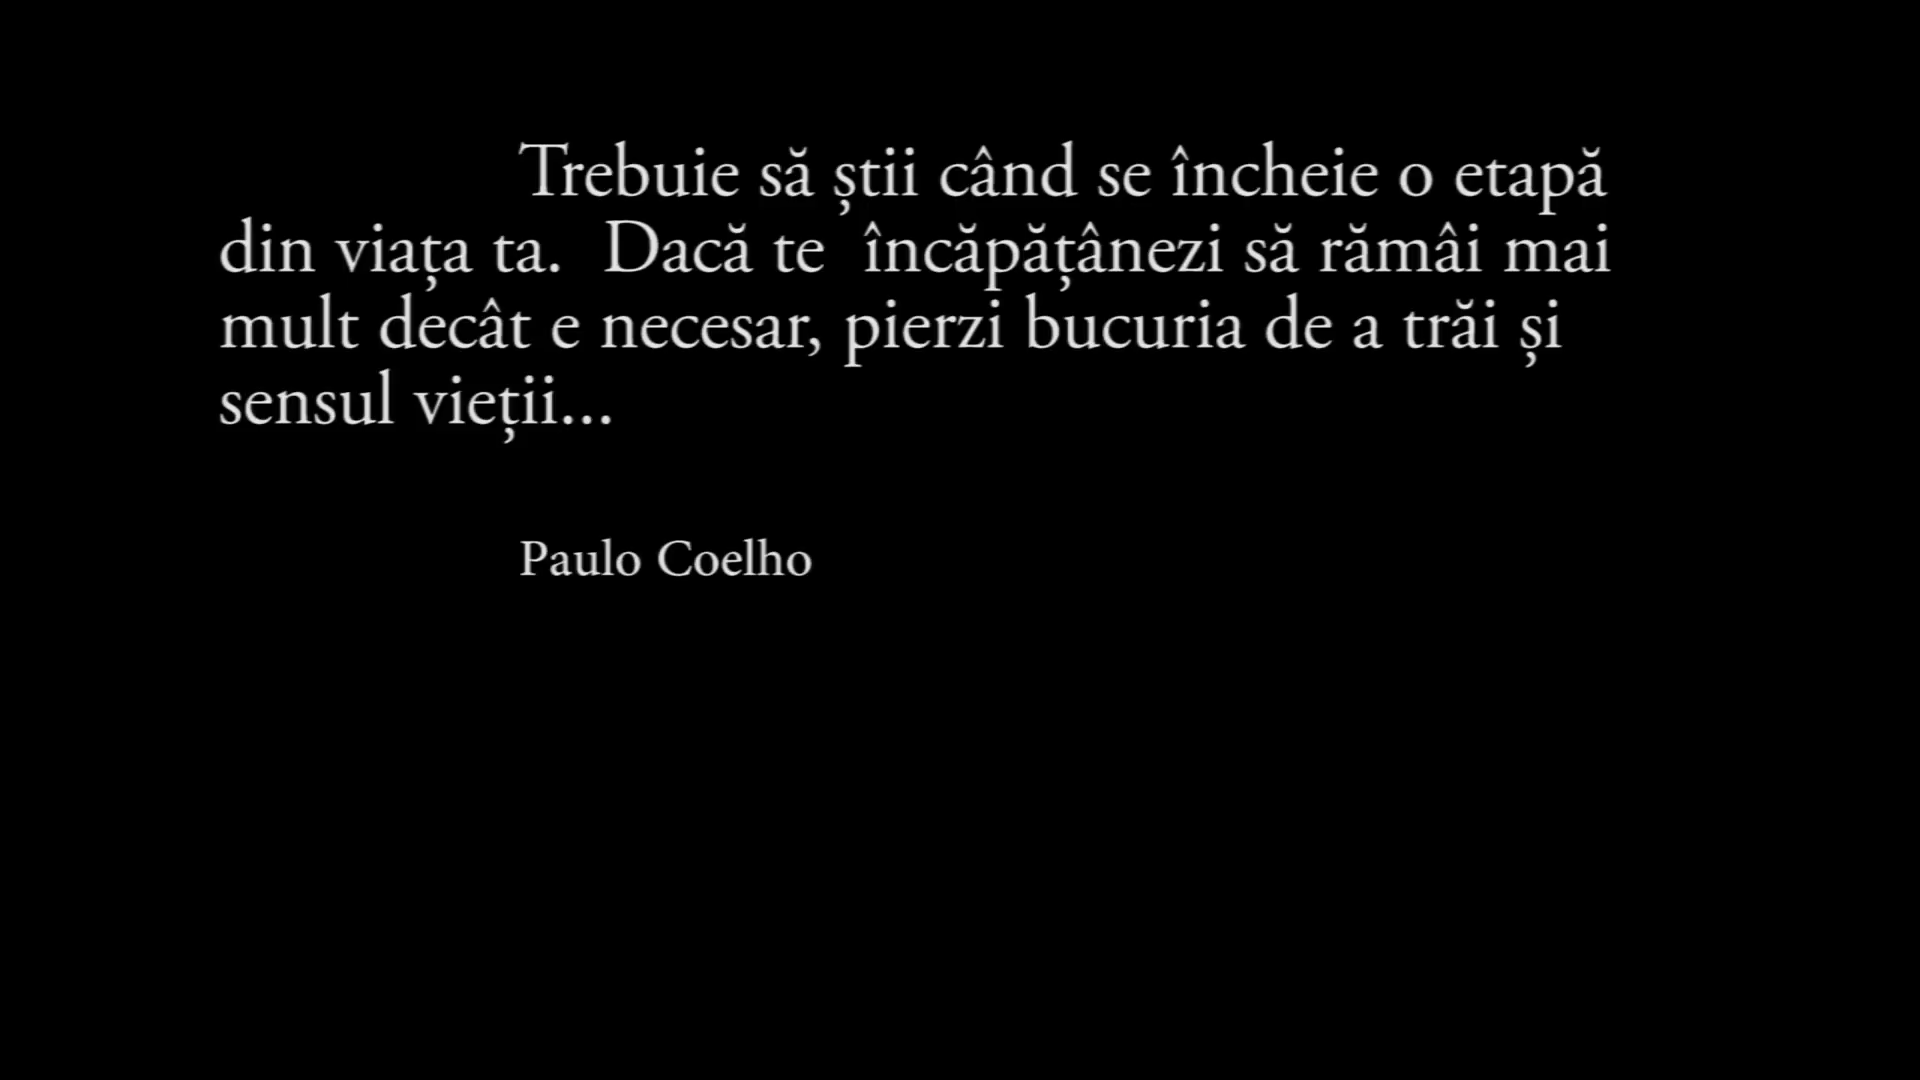 Trebuie să știi când se încheie o etapă
din viața ta.  Dacă te  încăpățânezi să rămâi mai
mult decât e necesar, pierzi bucuria de a trăi și
sensul vieții...
Paulo Coelho